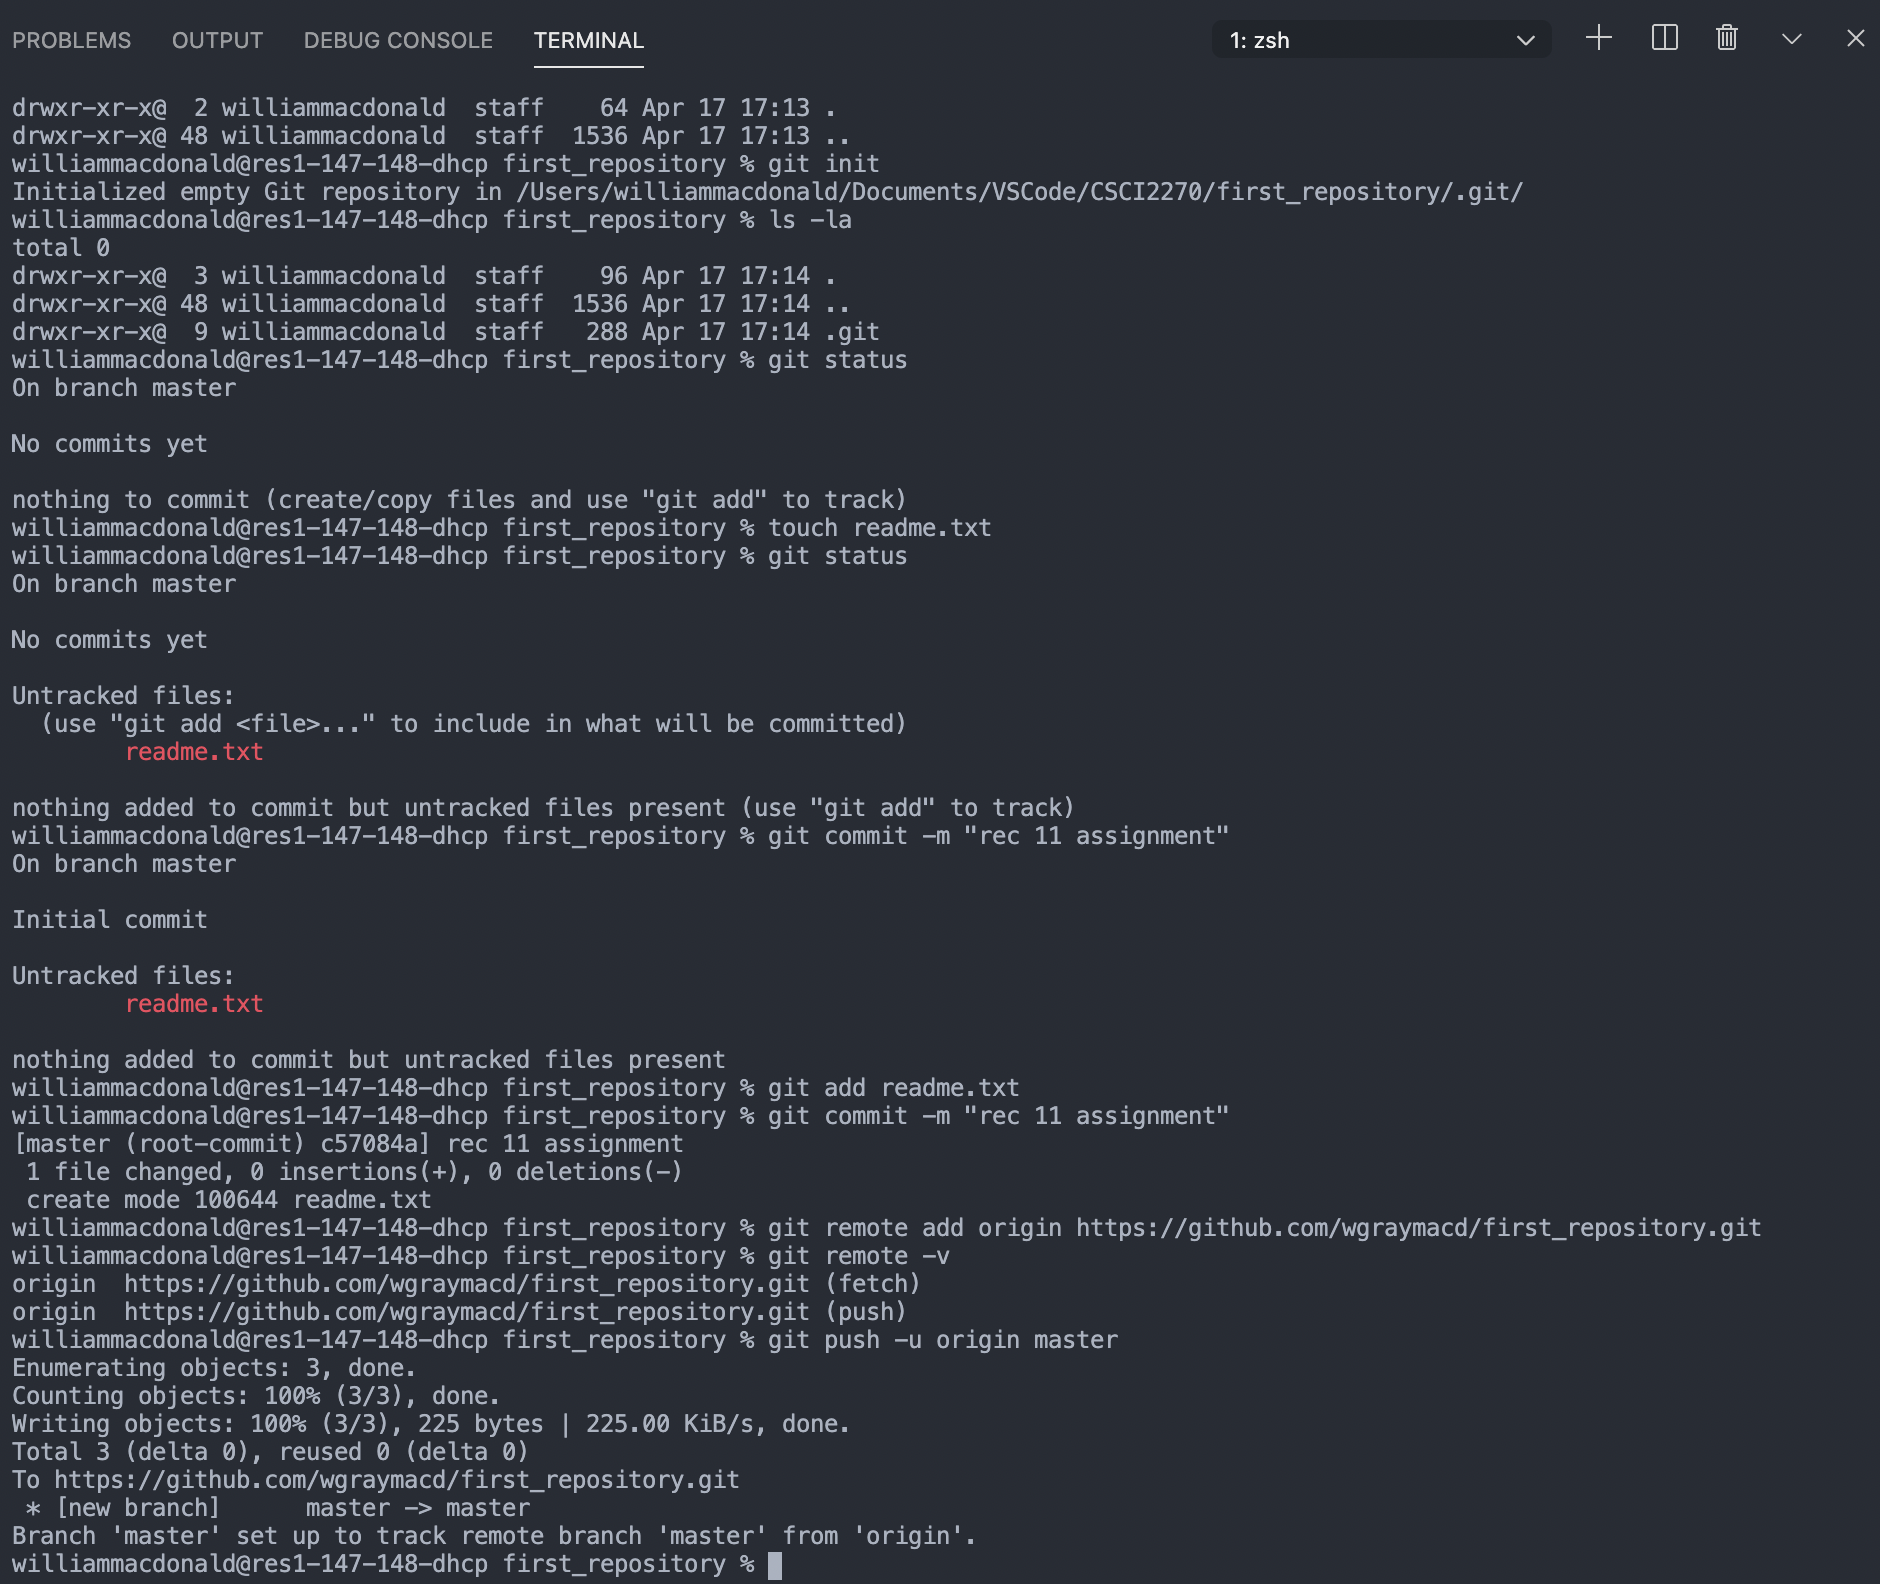 PROBLEMS OUTPUT DEBUG CONSOLE TERMINAL 1: zsh
drwxr-xr-x@  2 williammacdonald  staff    64 Apr 17 17:13 .
drwxr-xr-x@ 48 williammacdonald  staff  1536 Apr 17 17:13 ..
williammacdonald@res1-147-148-dhcp first_repository % git init
Initialized empty Git repository in /Users/williammacdonald/Documents/VSCode/CSCI2270/first_repository/.git/
williammacdonald@res1-147-148-dhcp first_repository % ls -la
total 0
drwxr-xr-x@  3 williammacdonald  staff    96 Apr 17 17:14 .
drwxr-xr-x@ 48 williammacdonald  staff  1536 Apr 17 17:14 ..
drwxr-xr-x@  9 williammacdonald  staff   288 Apr 17 17:14 .git
williammacdonald@res1-147-148-dhcp first_repository % git status
On branch master

No commits yet

nothing to commit (create/copy files and use "git add" to track)
williammacdonald@res1-147-148-dhcp first_repository % touch readme.txt
williammacdonald@res1-147-148-dhcp first_repository % git status
On branch master

No commits yet

Untracked files:
  (use "git add <file>..." to include in what will be committed)
        readme.txt

nothing added to commit but untracked files present (use "git add" to track)
williammacdonald@res1-147-148-dhcp first_repository % git commit -m "rec 11 assignment"
On branch master

Initial commit

Untracked files:
        readme.txt

nothing added to commit but untracked files present
williammacdonald@res1-147-148-dhcp first_repository % git add readme.txt
williammacdonald@res1-147-148-dhcp first_repository % git commit -m "rec 11 assignment"
[master (root-commit) c57084a] rec 11 assignment
 1 file changed, 0 insertions(+), 0 deletions(-)
 create mode 100644 readme.txt
williammacdonald@res1-147-148-dhcp first_repository % git remote add origin https://github.com/wgraymacd/first_repository.git
williammacdonald@res1-147-148-dhcp first_repository % git remote -v
origin  https://github.com/wgraymacd/first_repository.git (fetch)
origin  https://github.com/wgraymacd/first_repository.git (push)
williammacdonald@res1-147-148-dhcp first_repository % git push -u origin master
Enumerating objects: 3, done.
Counting objects: 100% (3/3), done.
Writing objects: 100% (3/3), 225 bytes | 225.00 KiB/s, done.
Total 3 (delta 0), reused 0 (delta 0)
To https://github.com/wgraymacd/first_repository.git
 * [new branch]      master -> master
Branch 'master' set up to track remote branch 'master' from 'origin'.
williammacdonald@res1-147-148-dhcp first_repository %